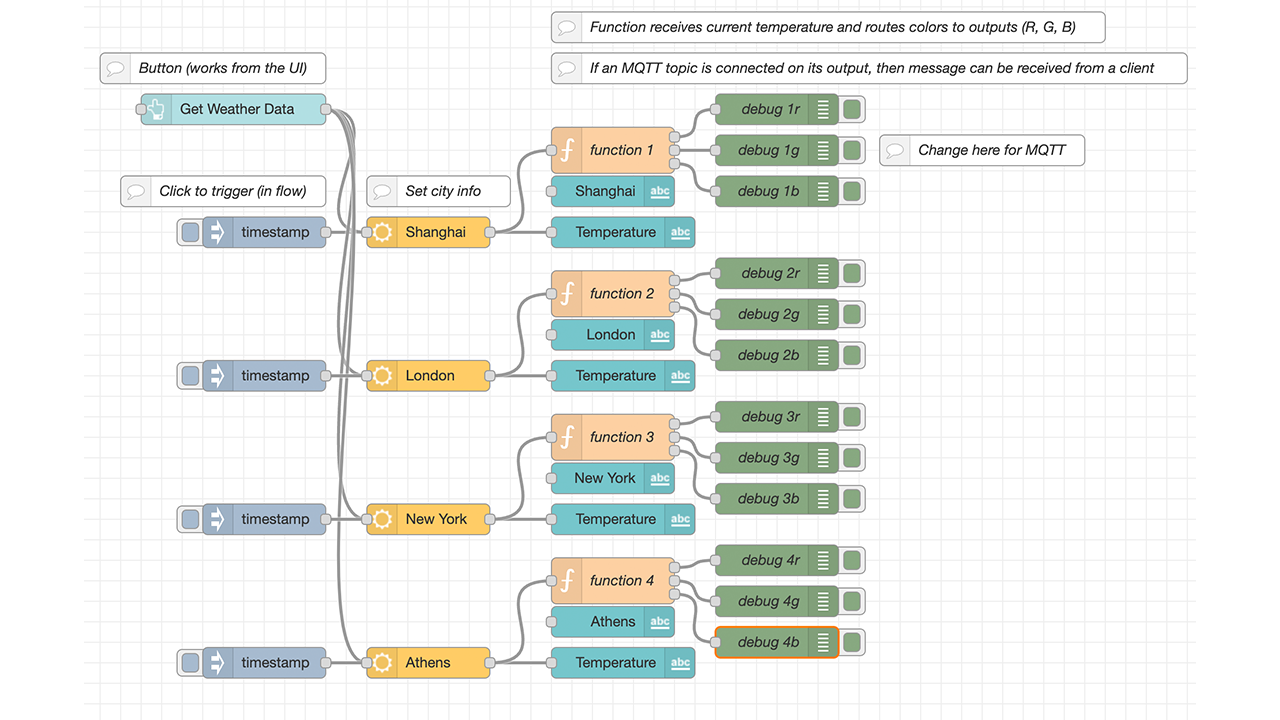 Function receives current temperature and routes colors to outputs (R, G, B)
Button (works from the UI)
If an MQTT topic is connected on its output, then message can be received from a client
Get Weather Data
debug 1r
function 1
debug 1g
Change here for MQTT
Click to trigger (in flow)
Set city info
Shanghai abc
debug 1b
timestamp
Shanghai
Temperature abc
debug 2r
function 2
debug 2g
London abc
debug 2b
timestamp
London
Temperature abc
debug 3r
function 3
debug 3g
New York abc
debug 3b
timestamp
New York
Temperature abc
debug 4r
function 4
debug 4g
Athens abc
debug 4b
timestamp
Athens
Temperature abc